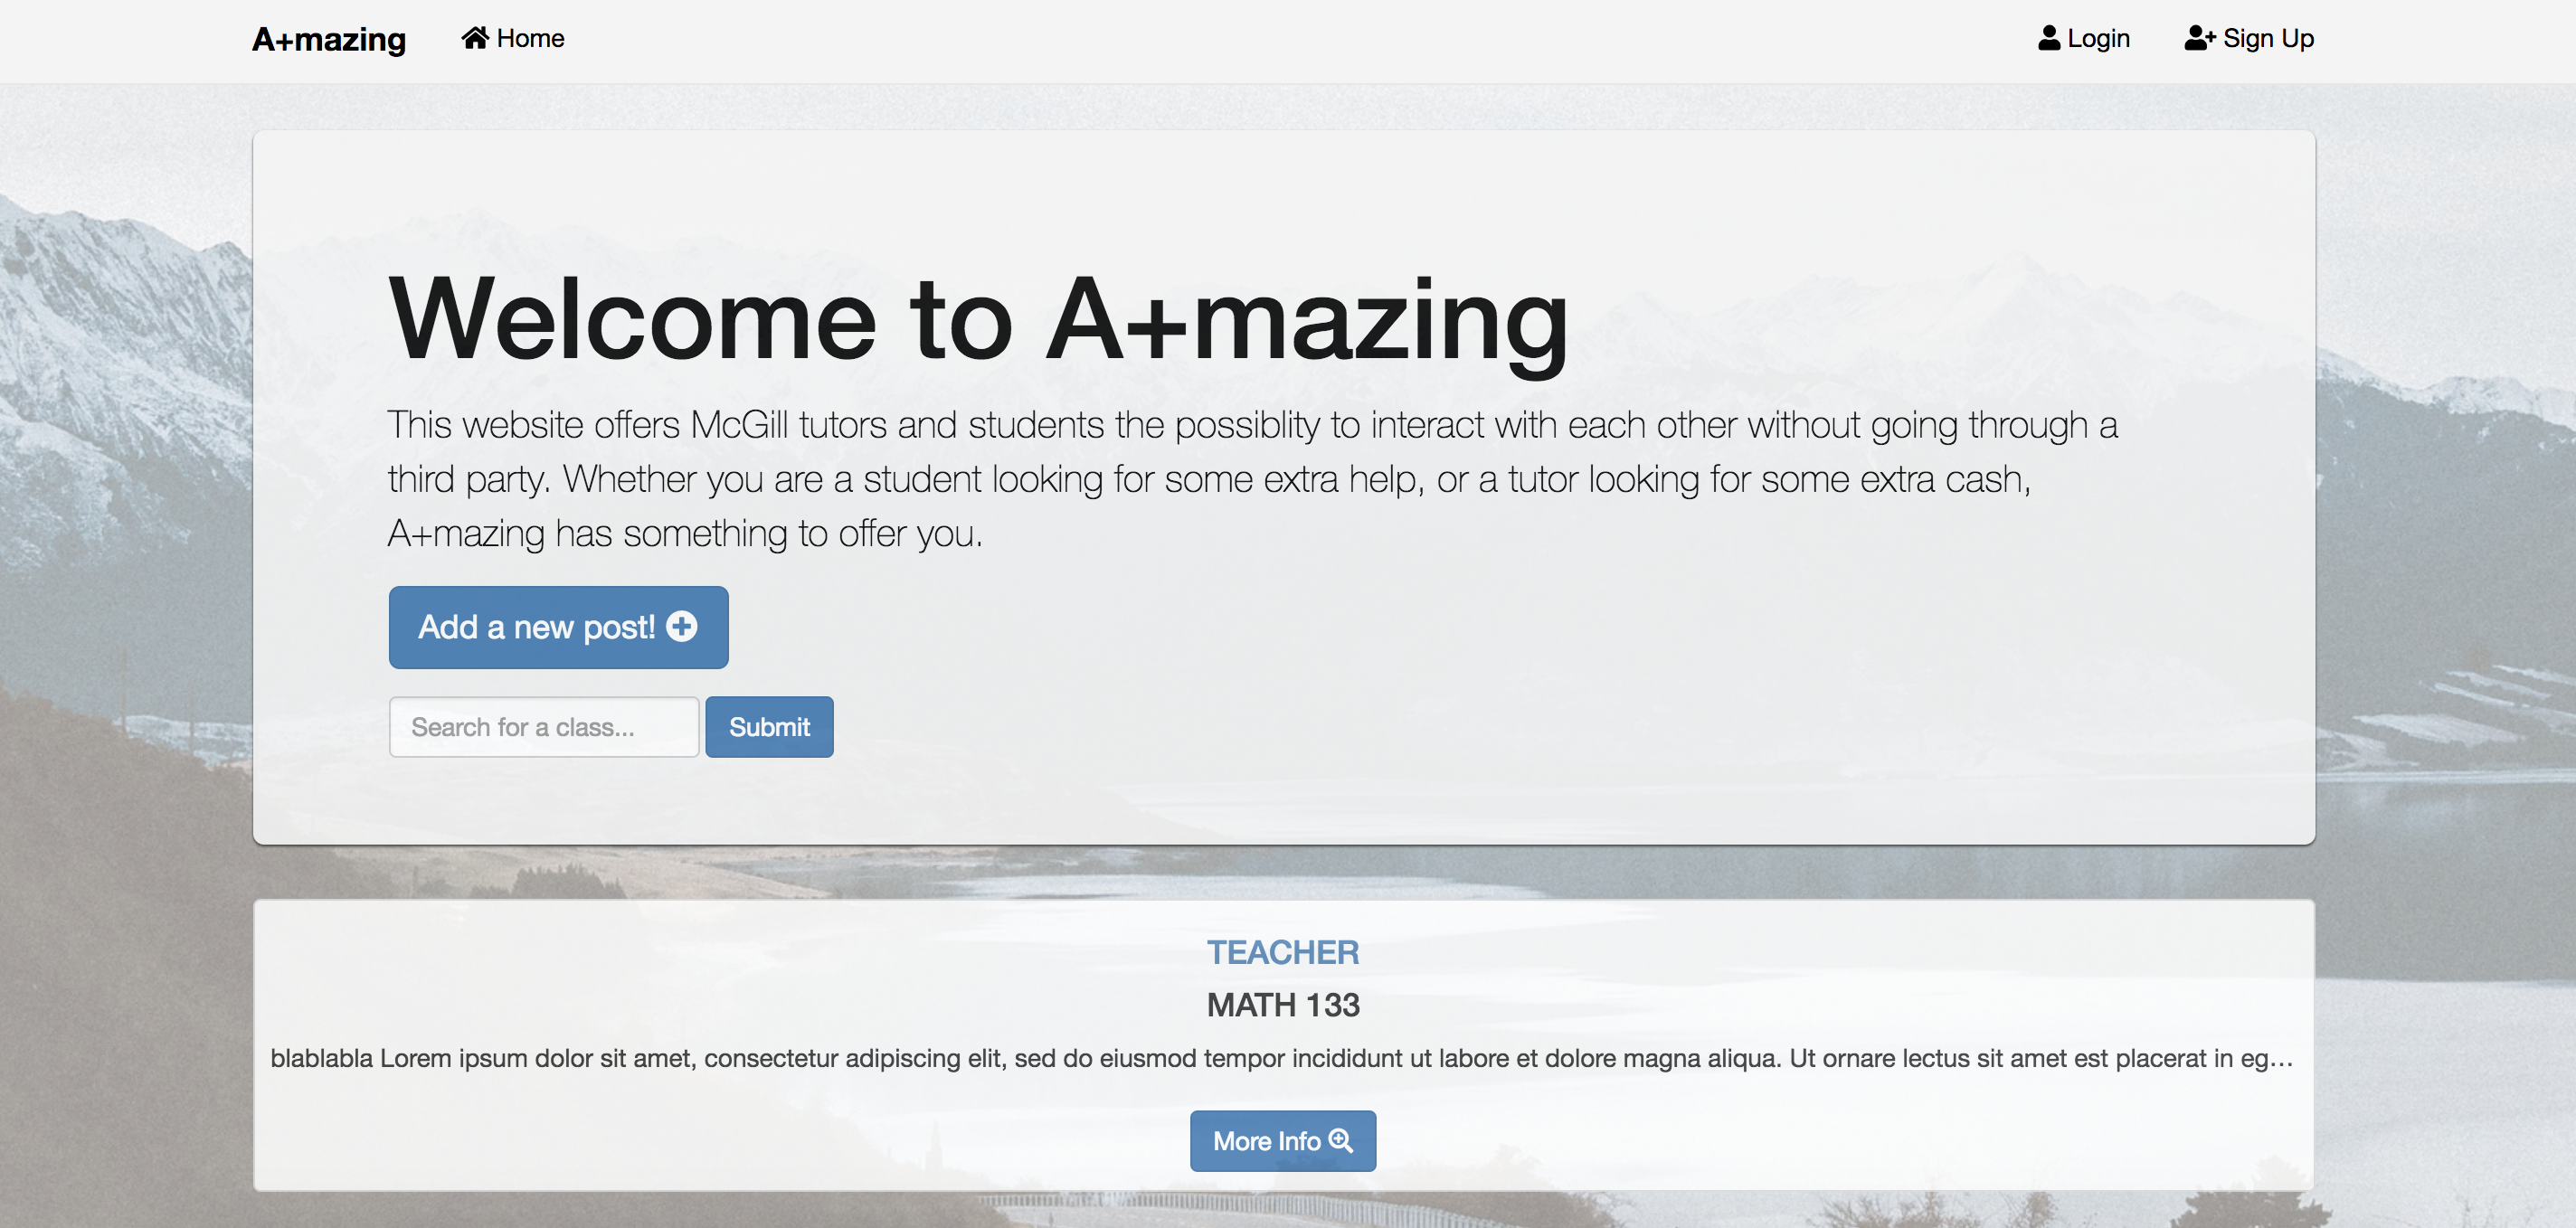 A+mazing Home Login Sign Up
Welcome to A+mazing
This website offers McGill tutors and students the possiblity to interact with each other without going through a
third party. Whether you are a student looking for some extra help, or a tutor looking for some extra cash,
A+mazing has something to offer you.
Add a new post!
Search for a class... Submit
TEACHER
MATH 133
blablabla Lorem ipsum dolor sit amet, consectetur adipiscing elit, sed do eiusmod tempor incididunt ut labore et dolore magna aliqua. Ut ornare lectus sit amet est placerat in eg...
More Info